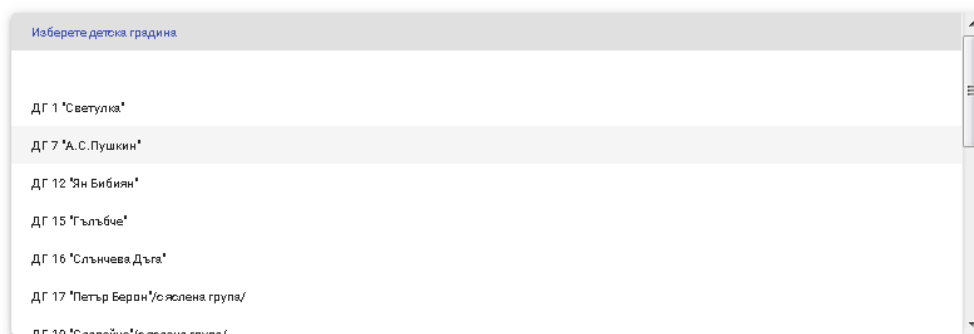 Изберете детска градина
ДГ 1 "Светулка"
ДГ 7 "А.С.Пушкин"
ДГ 12 "Ян Бибиян"
ДГ 15 "Гълъбче"
ДГ 16 "Слънчева Дъга"
ДГ 17 "Петър Берон"/с яслена група/